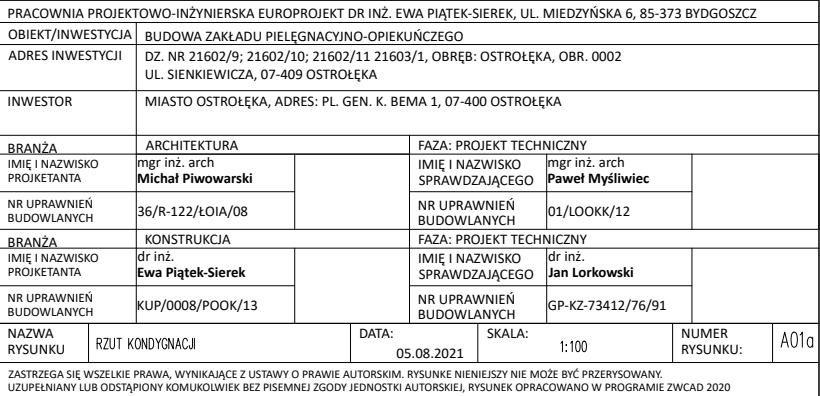 PRACOWNIA PROJEKTOWO-INŻYNIERSKA EUROPROJEKT DR INŻ. EWA PIĄTEK-SIEREK, UL. MIEDZYŃSKA 6, 85-373 BYDGOSZCZ
OBIEKT/INWESTYCJA BUDOWA ZAKŁADU PIELĘGNACYJNO-OPIEKUŃCZEGO
ADRES INWESTYCJI DZ. NR 21602/9; 21602/10; 21602/11 21603/1, OBRĘB: OSTROŁĘKA, OBR. 0002
UL. SIENKIEWICZA, 07-409 OSTROŁĘKA
INWESTOR MIASTO OSTROŁĘKA, ADRES: PL. GEN. K. BEMA 1, 07-400 OSTROŁĘKA
BRANŻA ARCHITEKTURA FAZA: PROJEKT TECHNICZNY
IMIĘ I NAZWISKO mgr inż. arch IMIĘ I NAZWISKO mgr inż. arch
PROJKETANTA Michał Piwowarski SPRAWDZAJĄCEGO Paweł Myśliwiec
NR UPRAWNIEŃ 36/R-122/ŁOIA/08 NR UPRAWNIEŃ 01/LOOKK/12
BUDOWLANYCH BUDOWLANYCH
BRANŻA KONSTRUKCJA FAZA: PROJEKT TECHNICZNY
IMIĘ I NAZWISKO dr inż. IMIĘ I NAZWISKO dr inż.
PROJKETANTA Ewa Piątek-Sierek SPRAWDZAJĄCEGO Jan Lorkowski
NR UPRAWNIEŃ KUP/0008/POOK/13 NR UPRAWNIEŃ GP-KZ-73412/76/91
BUDOWLANYCH BUDOWLANYCH
NAZWA RZUT KONDYGNACJI DATA: SKALA: NUMER A01a
RYSUNKU 05.08.2021 1:100 RYSUNKU:
ZASTRZEGA SIĘ WSZELKIE PRAWA, WYNIKAJĄCE Z USTAWY O PRAWIE AUTORSKIM. RYSUNKE NIENIEJSZY NIE MOŻE BYĆ PRZERYSOWANY.
UZUPEŁNIANY LUB ODSTĄPIONY KOMUKOLWIEK BEZ PISEMNEJ ZGODY JEDNOSTKI AUTORSKIEJ, RYSUNEK OPRACOWANO W PROGRAMIE ZWCAD 2020